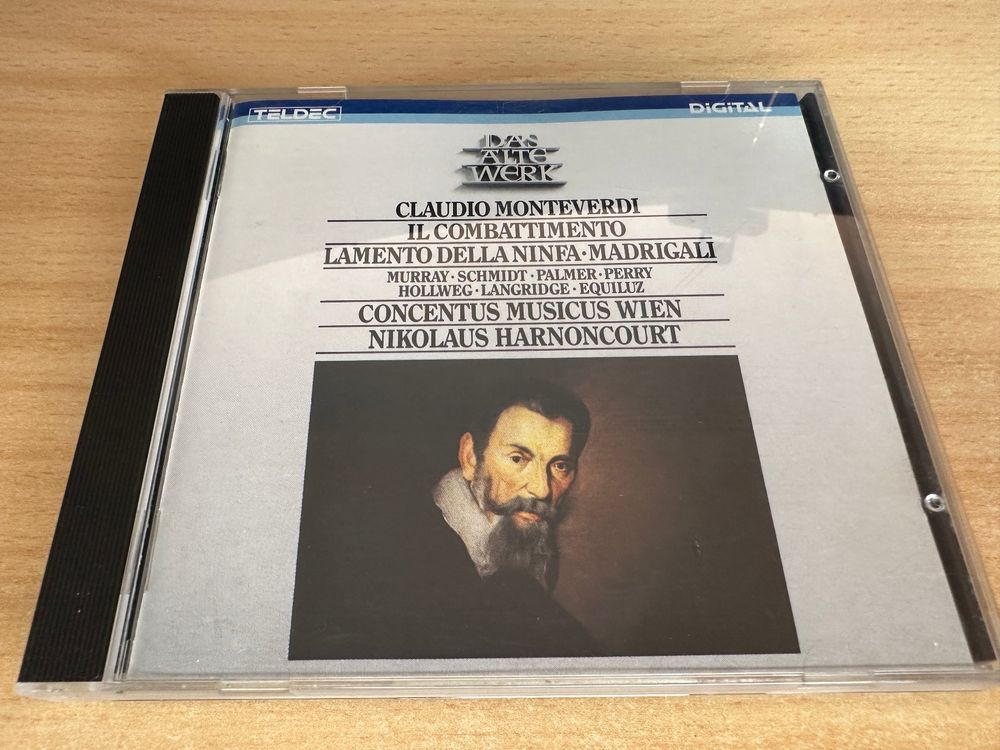 TELDEC
DIGITAL
DAS
ALTE
WERK
CLAUDIO MONTEVERDI
IL COMBATTIMENTO
LAMENTO DELLA NINFA·MADRIGALI
MURRAY·SCHMIDT·PALMER·PERRY
HOLLWEG·LANGRIDGE·EQUILUZ
CONCENTUS MUSICUS WIEN
NIKOLAUS HARNONCOURT